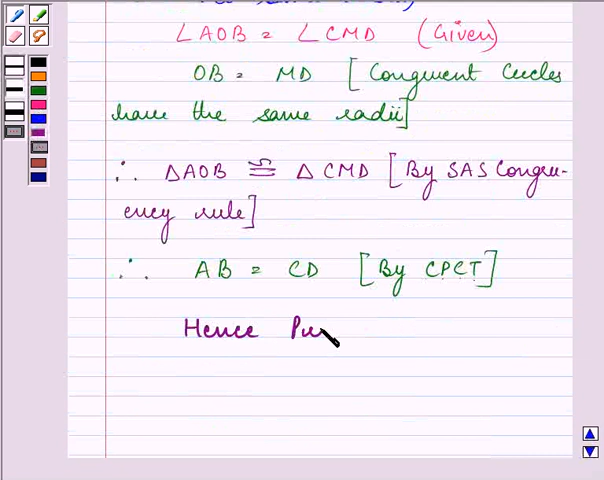 ∠AOB = ∠CMD (Given)
OB = MD [Congruent Circles
have the same radii]
∴ ΔAOB ≅ Δ CMD [By SAS Congru-
ency rule]
∴ AB = CD [By CPCT]
Hence